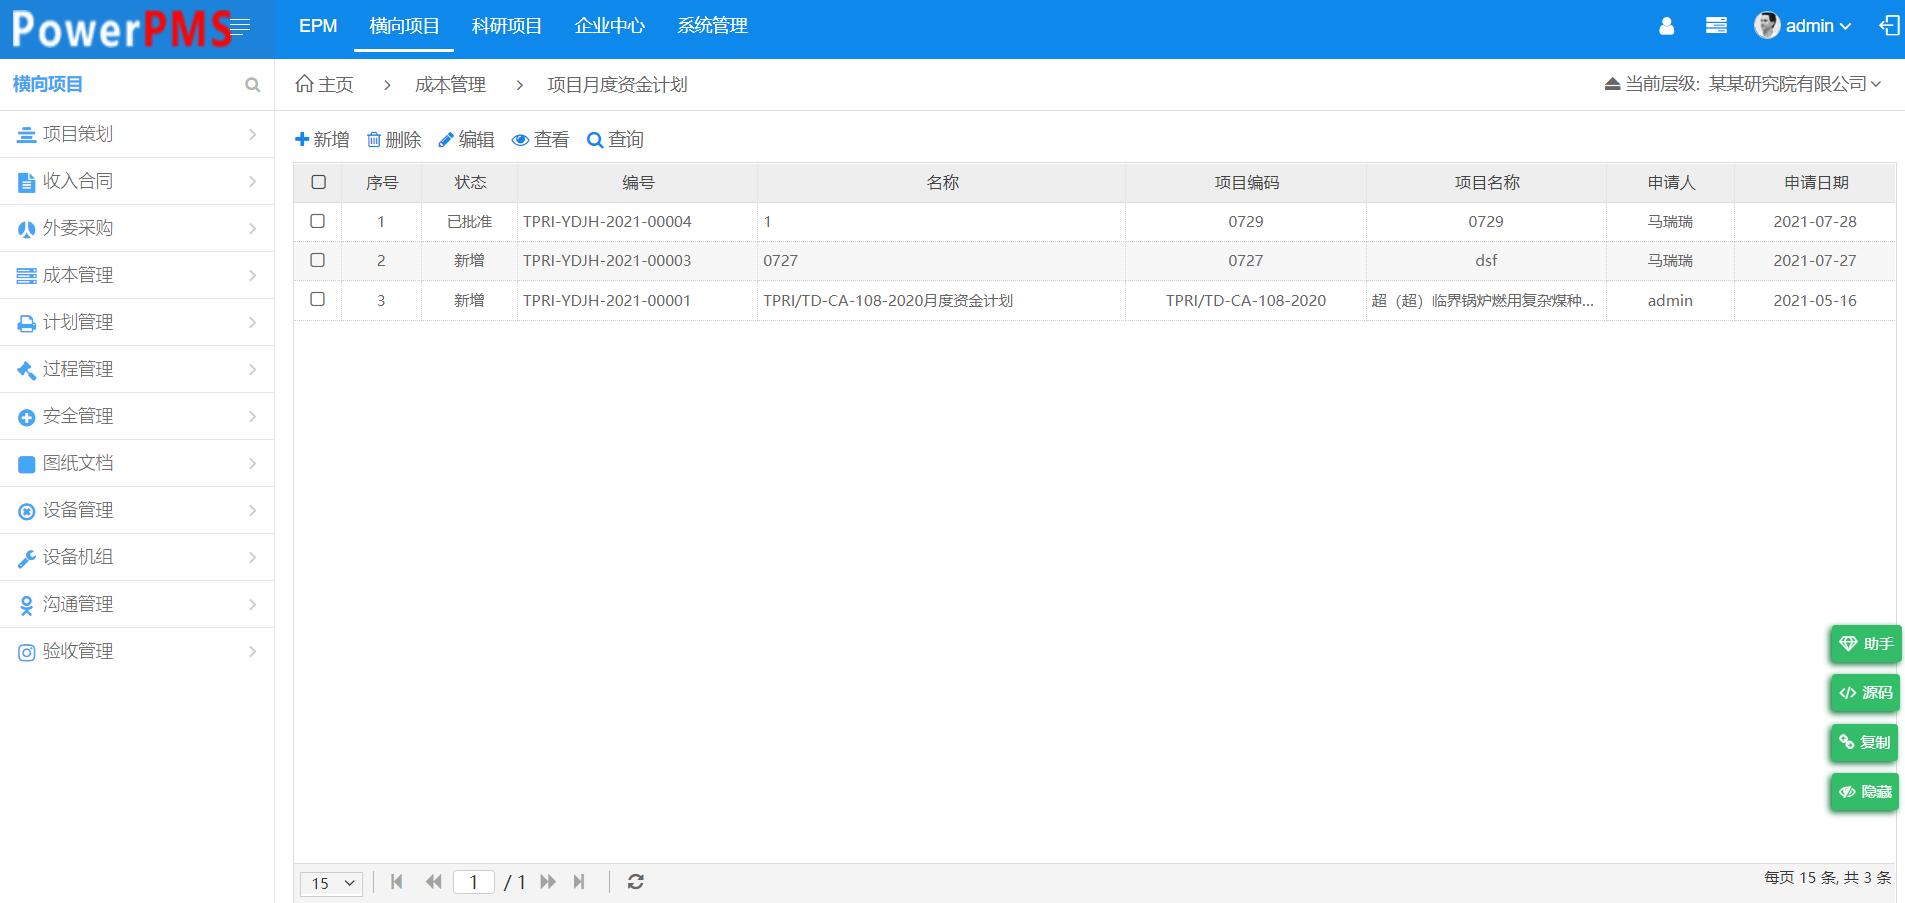 PowerPMS
EPM 横向项目 科研项目 企业中心 系统管理
admin
横向项目
主页 > 成本管理 > 项目月度资金计划
当前层级: 某某研究院有限公司
项目策划
收入合同
外委采购
成本管理
计划管理
过程管理
安全管理
图纸文档
设备管理
设备机组
沟通管理
验收管理
新增 删除 编辑 查看 查询
序号 状态 编号 名称 项目编码 项目名称 申请人 申请日期
1 已批准 TPRI-YDJH-2021-00004 1 0729 0729 马瑞瑞 2021-07-28
2 新增 TPRI-YDJH-2021-00003 0727 0727 dsf 马瑞瑞 2021-07-27
3 新增 TPRI-YDJH-2021-00001 TPRI/TD-CA-108-2020月度资金计划 TPRI/TD-CA-108-2020 超（超）临界锅炉燃用复杂煤种... admin 2021-05-16
助手
</> 源码
复制
隐藏
15 1 / 1
每页 15 条, 共 3 条